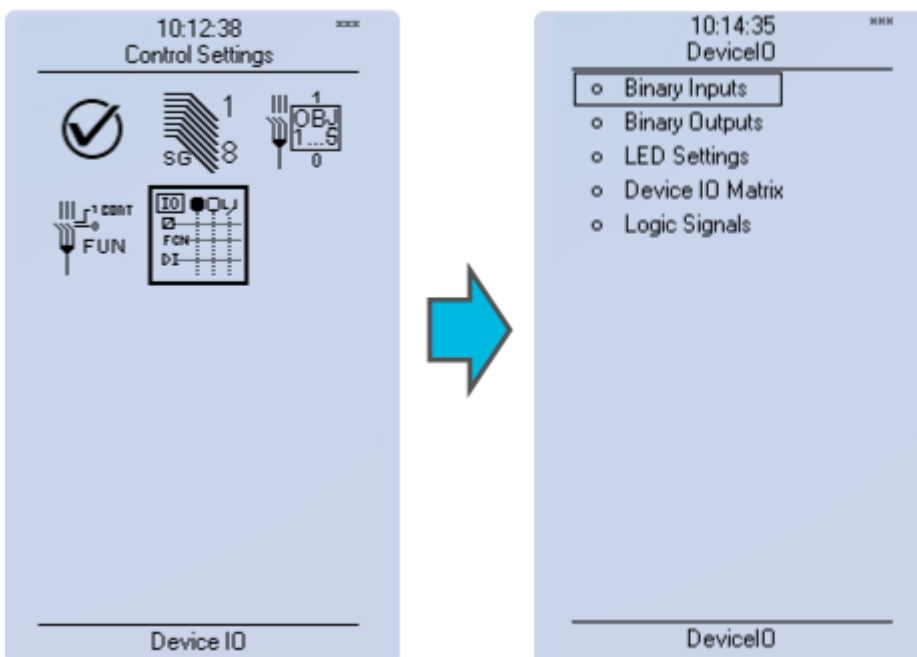 10:12:38
***
Control Settings
1
SG 8
1
OBJ
1...5
0
1 CONT
0
FUN
IO
FCN
DI
Device IO
10:14:35
***
DeviceIO
Binary Inputs
Binary Outputs
LED Settings
Device IO Matrix
Logic Signals
DeviceIO